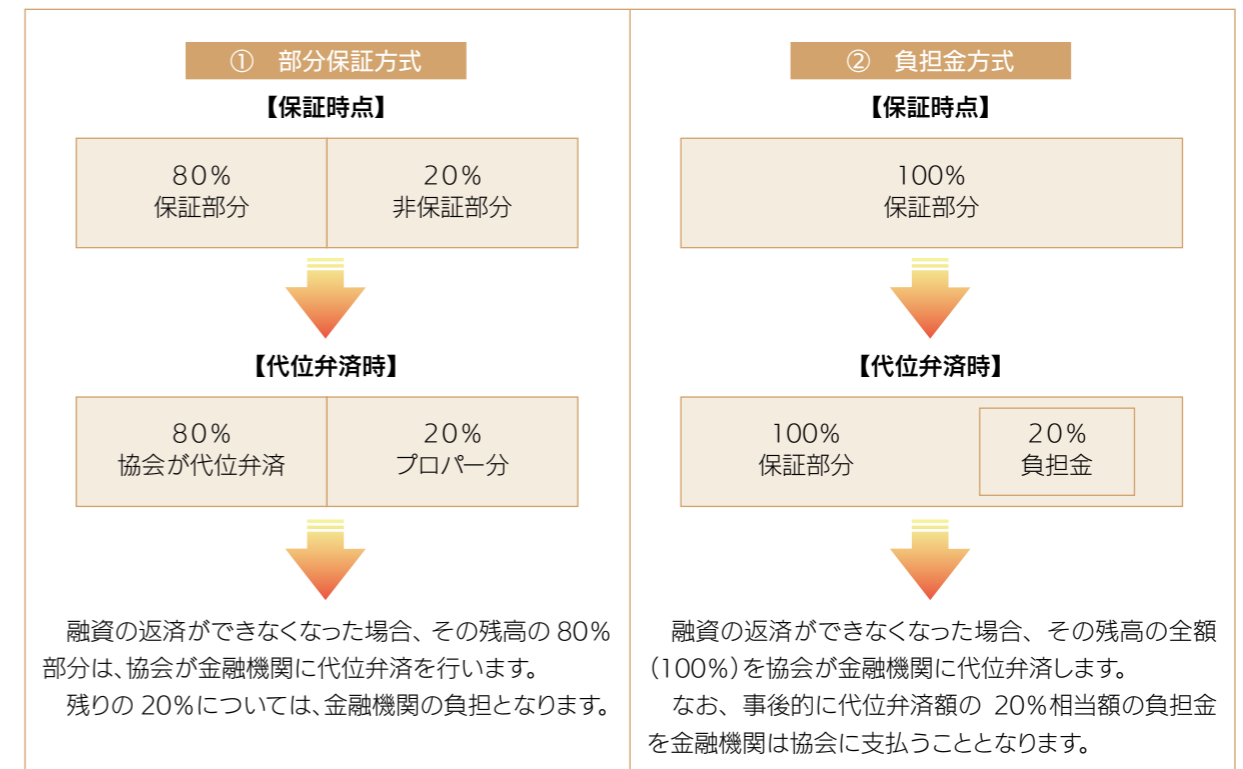 ① 部分保証方式
【保証時点】
80%
保証部分
20%
非保証部分
【代位弁済時】
80%
協会が代位弁済
20%
プロパー分
融資の返済ができなくなった場合、その残高の80%
部分は、協会が金融機関に代位弁済を行います。
残りの20%については、金融機関の負担となります。
② 負担金方式
【保証時点】
100%
保証部分
【代位弁済時】
100%
保証部分
20%
負担金
融資の返済ができなくなった場合、その残高の全額
(100%)を協会が金融機関に代位弁済します。
なお、事後的に代位弁済額の 20%相当額の負担金
を金融機関は協会に支払うこととなります。